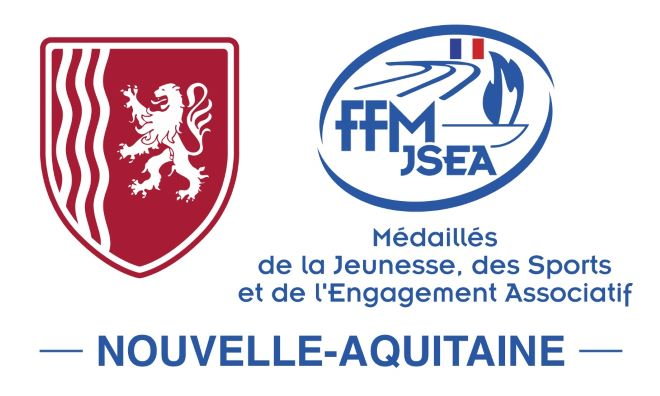 FFM
JSEA
Médaillés
de la Jeunesse, des Sports
et de l'Engagement Associatif
NOUVELLE-AQUITAINE